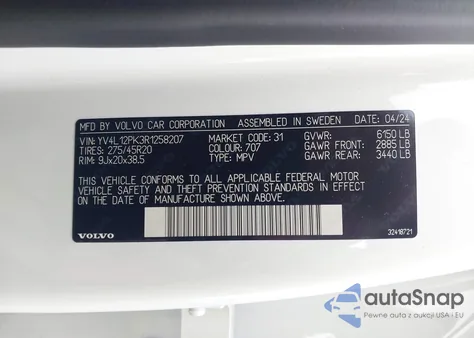 MFD BY VOLVO CAR CORPORATION ASSEMBLED IN SWEDEN 04/24
VIN: YV4L12PK3R1258207 MARKET CODE: 31 GVWR: 6150 LB
TIRES: 275/45R20 COLOUR: 707 GAWR FRONT: 2885 LB
RIM: 9Jx20x38.5 TYPE: MPV GAWR REAR: 3440 LB
THIS VEHICLE CONFORMS TO ALL APPLICABLE FEDERAL MOTOR
VEHICLE SAFETY AND THEFT PREVENTION STANDARDS IN EFFECT
ON THE DATE OF MANUFACTURE SHOWN ABOVE.
VOLVO 32418721
autoSnap
Pewne auta z USA i EU